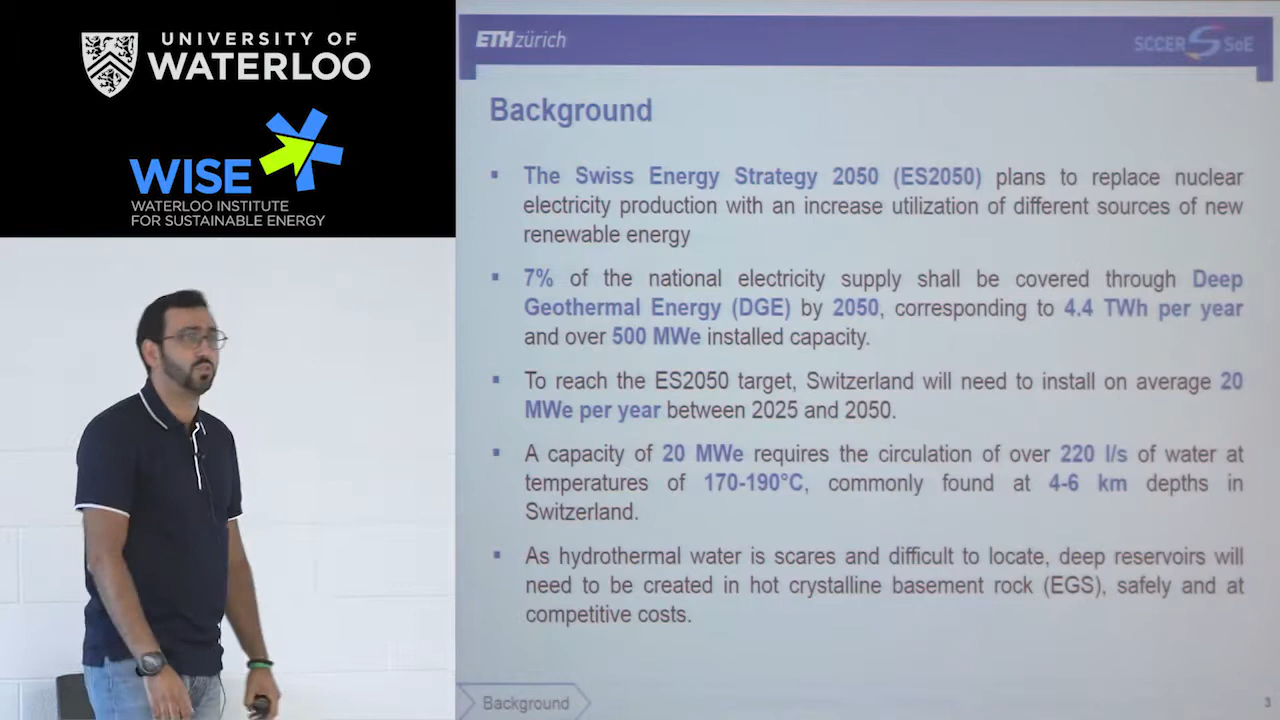 UNIVERSITY OF
WATERLOO
WISE
WATERLOO INSTITUTE
FOR SUSTAINABLE ENERGY
ETH zürich
SCCER SoE
Background
▪ The Swiss Energy Strategy 2050 (ES2050) plans to replace nuclear
electricity production with an increase utilization of different sources of new
renewable energy
▪ 7% of the national electricity supply shall be covered through Deep
Geothermal Energy (DGE) by 2050, corresponding to 4.4 TWh per year
and over 500 MWe installed capacity.
▪ To reach the ES2050 target, Switzerland will need to install on average 20
MWe per year between 2025 and 2050.
▪ A capacity of 20 MWe requires the circulation of over 220 l/s of water at
temperatures of 170-190°C, commonly found at 4-6 km depths in
Switzerland.
▪ As hydrothermal water is scares and difficult to locate, deep reservoirs will
need to be created in hot crystalline basement rock (EGS), safely and at
competitive costs.
Background
3